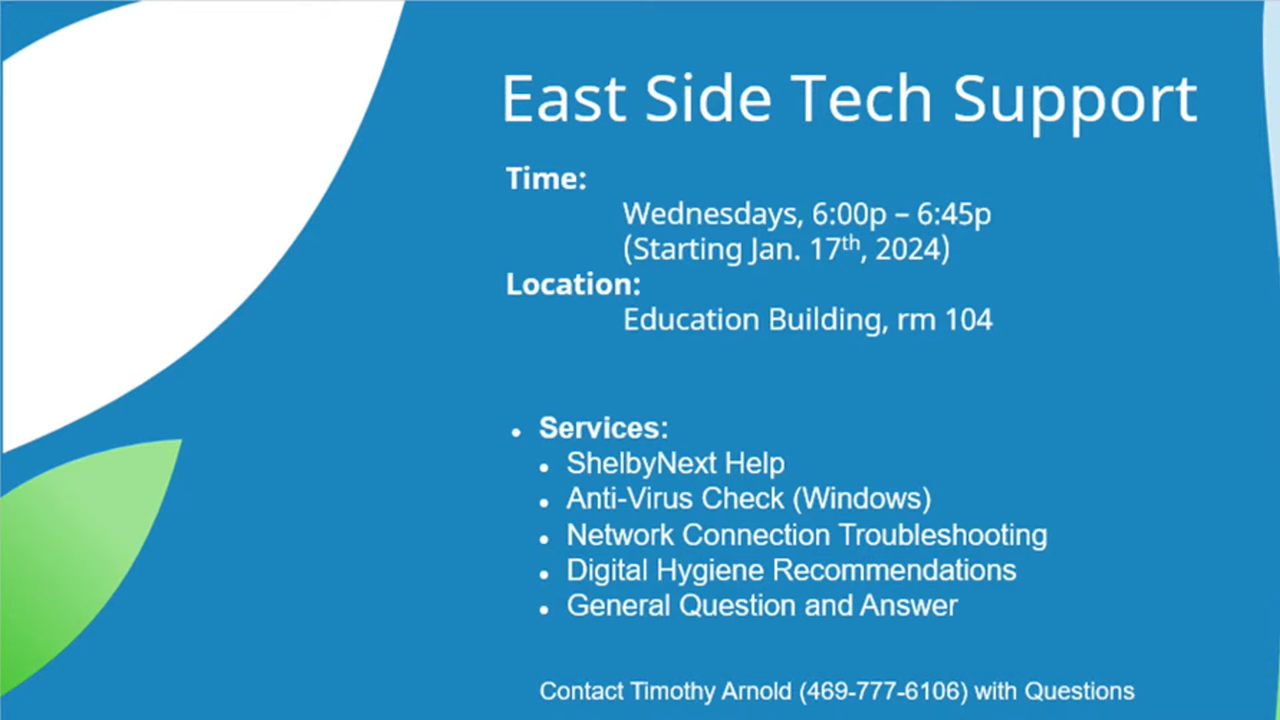 East Side Tech Support
Time:
Wednesdays, 6:00p – 6:45p
(Starting Jan. 17th, 2024)
Location:
Education Building, rm 104
• Services:
• ShelbyNext Help
• Anti-Virus Check (Windows)
• Network Connection Troubleshooting
• Digital Hygiene Recommendations
• General Question and Answer
Contact Timothy Arnold (469-777-6106) with Questions